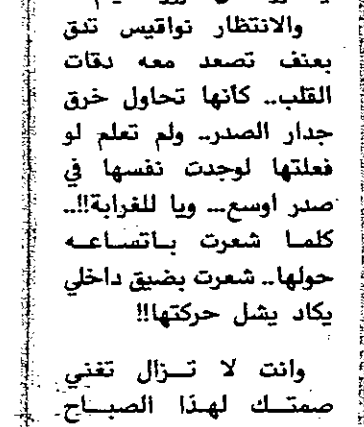 والانتظار نواقيس تدق
بعنف تصعد معه دقات
القلب.. كأنها تحاول خرق
جدار الصدر.. ولم تعلم لو
فعلتها لوجدت نفسها في
صدر اوسع... ويا للغرابة!!..
كلما شعرت باتساعه
حولها.. شعرت بضيق داخلي
يكاد يشل حركتها!!
وانت لا تزال تغني
صمتك لهذا الصباح